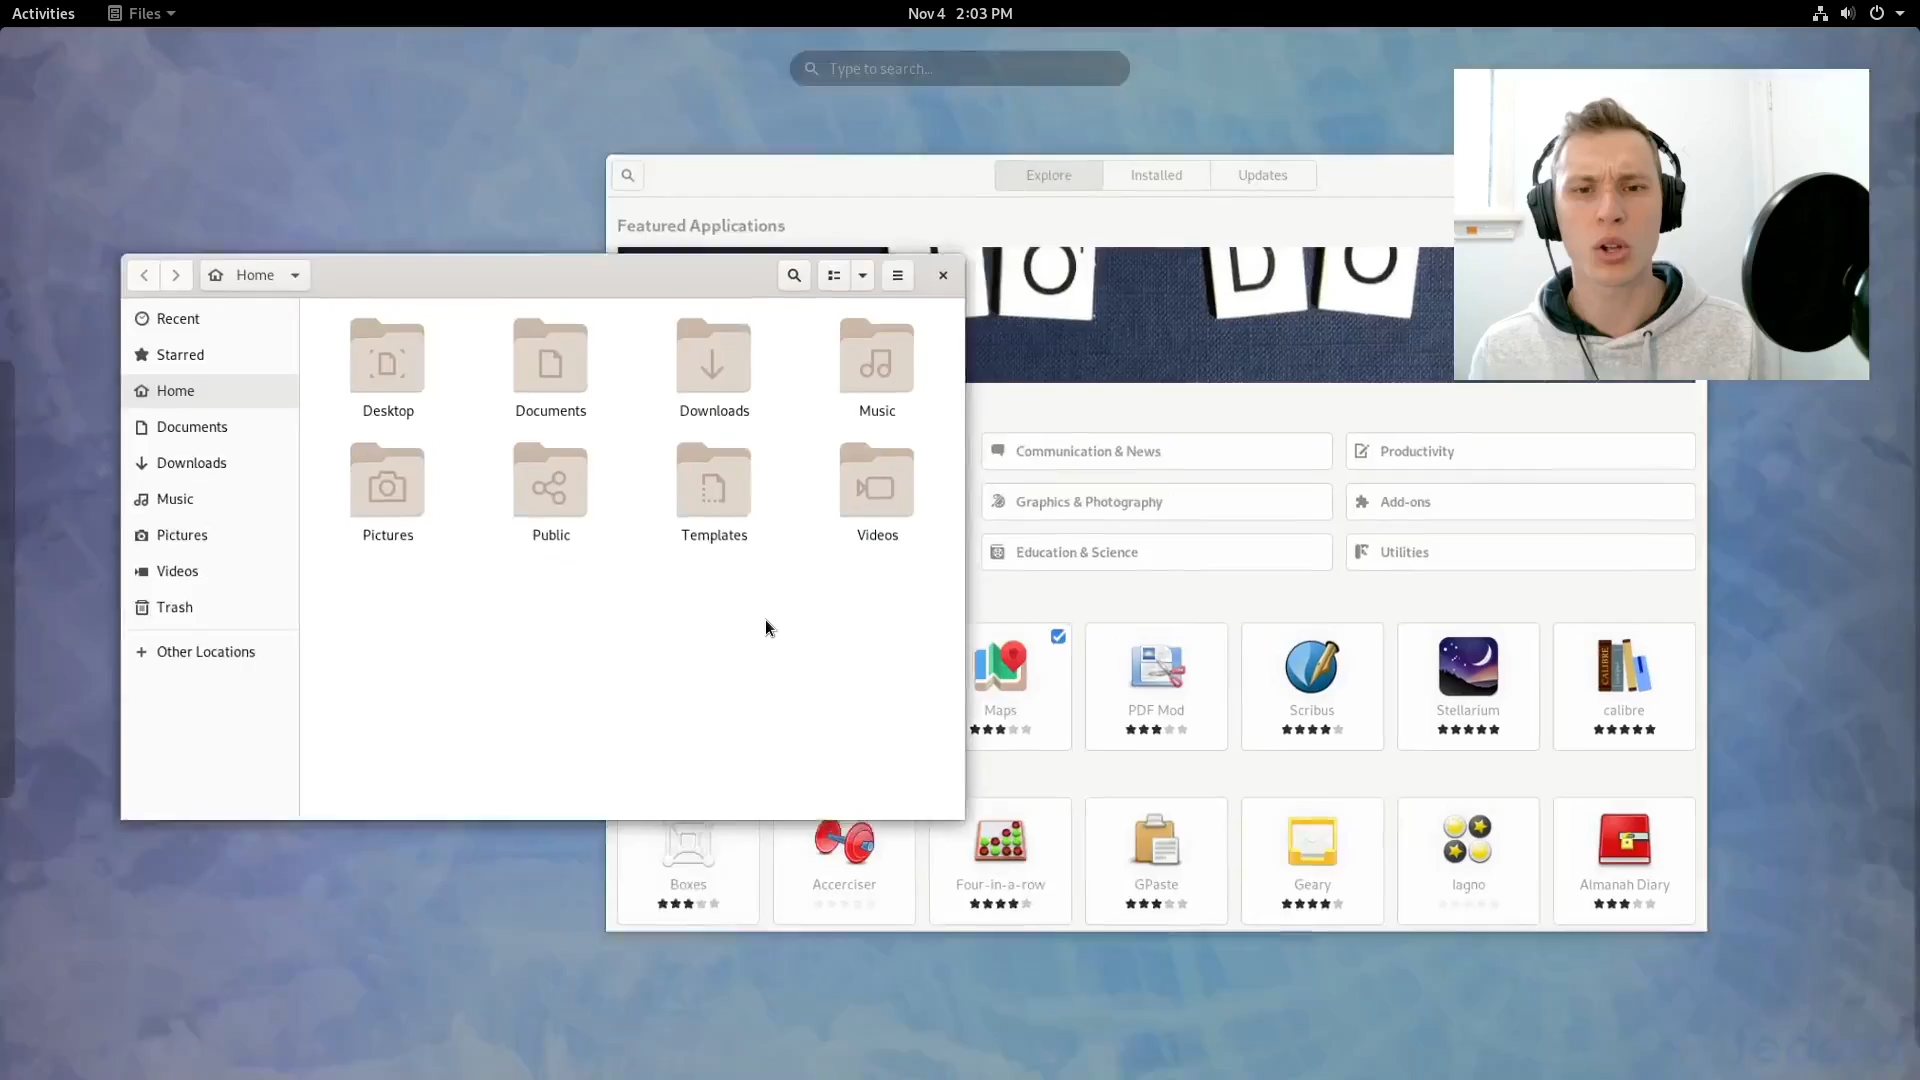 Activities
Files
Nov 4 2:03 PM
Type to search...
Explore
Installed
Updates
Featured Applications
O'
DO
Home
Recent
Starred
Home
Documents
Downloads
Music
Pictures
Videos
Trash
+ Other Locations
Desktop
Documents
Downloads
Music
Pictures
Public
Templates
Videos
Communication & News
Productivity
Graphics & Photography
Add-ons
Education & Science
Utilities
Maps
PDF Mod
Scribus
Stellarium
CALIBRE
calibre
Boxes
Accerciser
Four-in-a-row
GPaste
Geary
Iagno
Almanah Diary